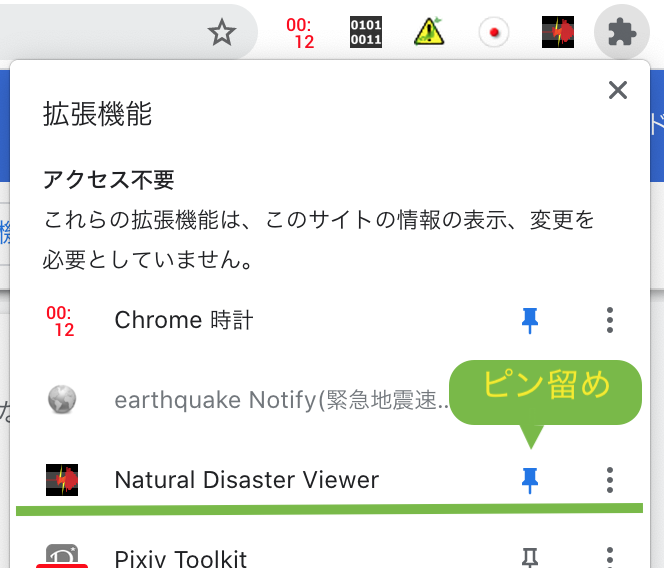 00:
12
0101
0011
ド
拡張機能
アクセス不要
これらの拡張機能は、このサイトの情報の表示、変更を
必要としていません。
機
00:
12
Chrome 時計
ピン留め
earthquake Notify(緊急地震速...
な
Natural Disaster Viewer
Pixiv Toolkit